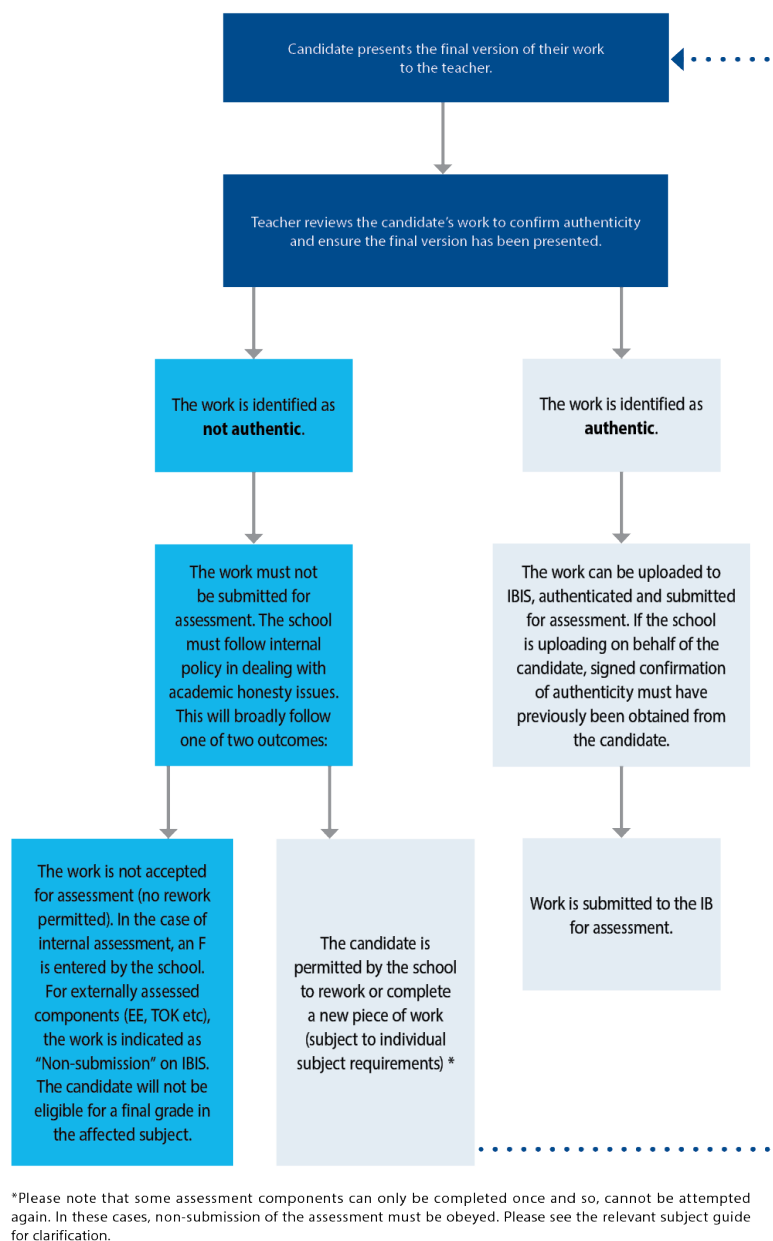 Candidate presents the final version of their work
to the teacher.
Teacher reviews the candidate's work to confirm authenticity
and ensure the final version has been presented.
The work is identified as
not authentic.
The work is identified as
authentic.
The work must not
be submitted for
assessment. The school
must follow internal
policy in dealing with
academic honesty issues.
This will broadly follow
one of two outcomes:
The work can be uploaded to
IBIS, authenticated and submitted
for assessment. If the school
is uploading on behalf of the
candidate, signed confirmation
of authenticity must have
previously been obtained from
the candidate.
The work is not accepted
for assessment (no rework
permitted). In the case of
internal assessment, an F
is entered by the school.
For externally assessed
components (EE, TOK etc),
the work is indicated as
“Non-submission” on IBIS.
The candidate will not be
eligible for a final grade in
the affected subject.
The candidate is
permitted by the school
to rework or complete
a new piece of work
(subject to individual
subject requirements) *
Work is submitted to the IB
for assessment.
*Please note that some assessment components can only be completed once and so, cannot be attempted
again. In these cases, non-submission of the assessment must be obeyed. Please see the relevant subject guide
for clarification.